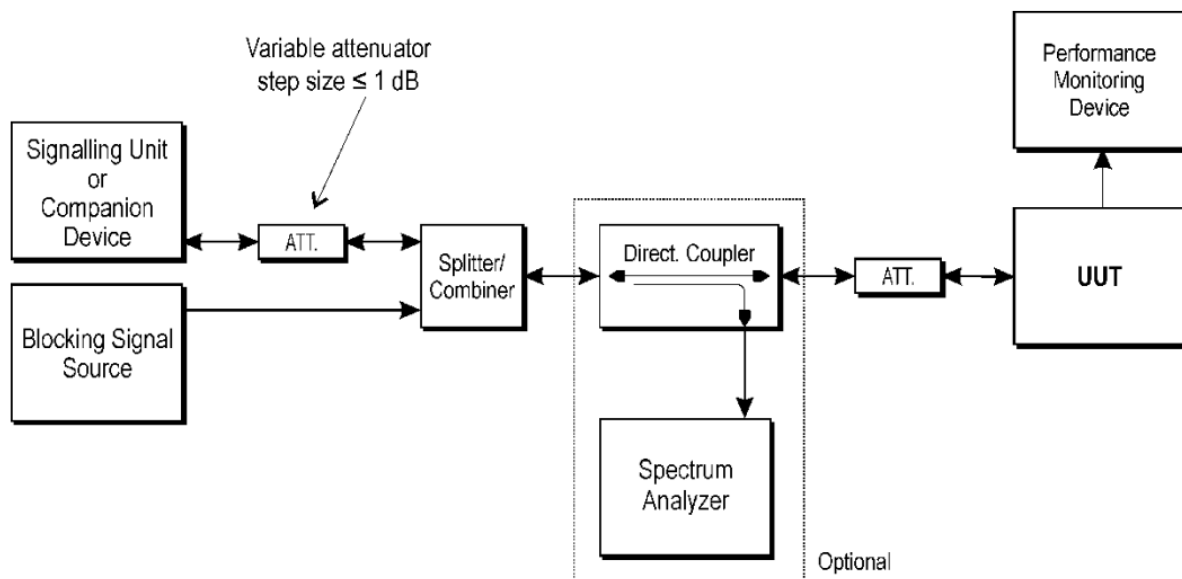 Variable attenuator
step size ≤ 1 dB
Performance
Monitoring
Device
Signalling Unit
or
Companion
Device
ATT.
Splitter/
Combiner
Direct. Coupler
ATT.
UUT
Blocking Signal
Source
Spectrum
Analyzer
Optional